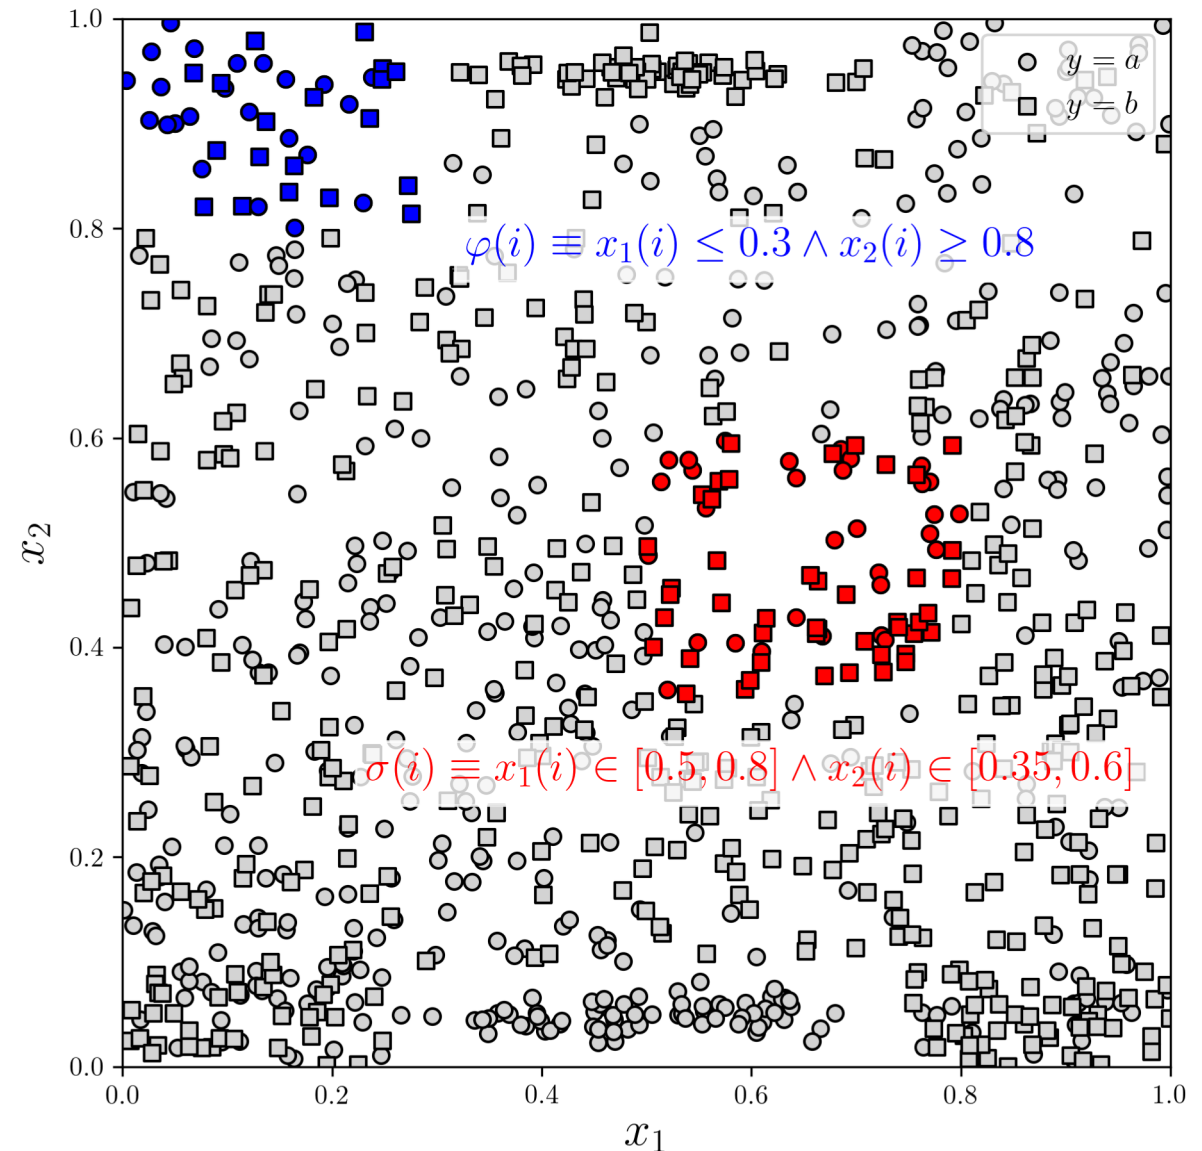 1.0
y = a
y = b
0.8
φ(i) ≡ x₁(i) ≤ 0.3 ∧ x₂(i) ≥ 0.8
0.6
x₂
0.4
σ(i) ≡ x₁(i) ∈ [0.5, 0.8] ∧ x₂(i) ∈ [0.35, 0.6]
0.2
0.0
0.0 0.2 0.4 0.6 0.8 1.0
x₁